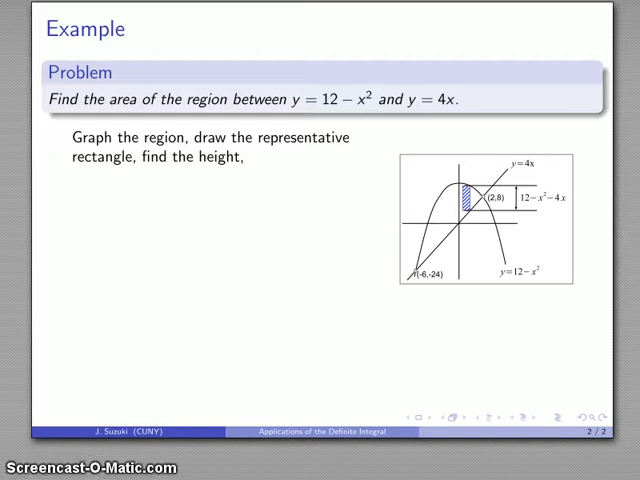 Example
Problem
Find the area of the region between y = 12 − x² and y = 4x.
Graph the region, draw the representative
rectangle, find the height,
y = 4x
(2,8)
12 − x² − 4x
(-6,-24)
y = 12 − x²
J. Suzuki (CUNY)
Applications of the Definite Integral
2 / 2
Screencast-O-Matic.com